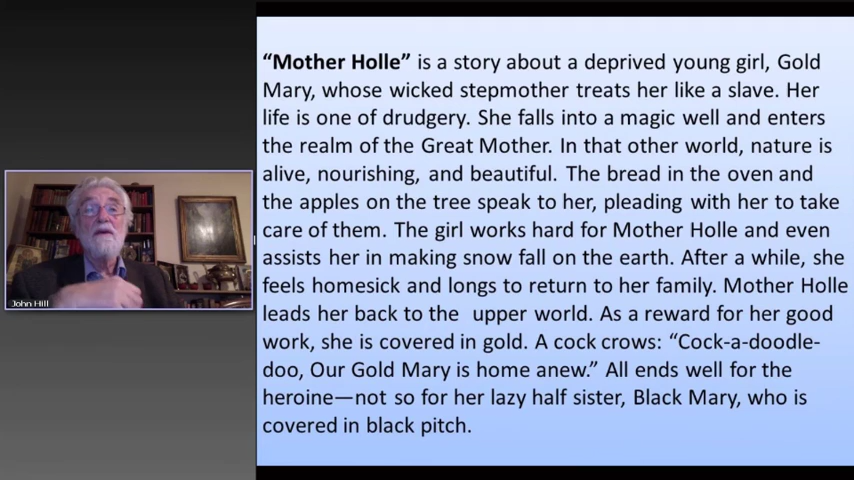 “Mother Holle” is a story about a deprived young girl, Gold
Mary, whose wicked stepmother treats her like a slave. Her
life is one of drudgery. She falls into a magic well and enters
the realm of the Great Mother. In that other world, nature is
alive, nourishing, and beautiful. The bread in the oven and
the apples on the tree speak to her, pleading with her to take
care of them. The girl works hard for Mother Holle and even
assists her in making snow fall on the earth. After a while, she
feels homesick and longs to return to her family. Mother Holle
leads her back to the  upper world. As a reward for her good
work, she is covered in gold. A cock crows: “Cock-a-doodle-
doo, Our Gold Mary is home anew.” All ends well for the
heroine—not so for her lazy half sister, Black Mary, who is
covered in black pitch.
John Hill